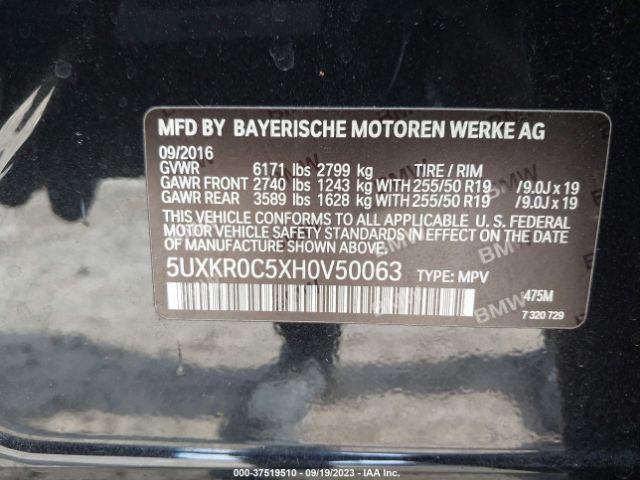 MFD BY BAYERISCHE MOTOREN WERKE AG
09/2016
GVWR 6171 lbs 2799 kg TIRE / RIM
GAWR FRONT 2740 lbs 1243 kg WITH 255/50 R19 /9.0J x 19
GAWR REAR 3589 lbs 1628 kg WITH 255/50 R19 /9.0J x 19
THIS VEHICLE CONFORMS TO ALL APPLICABLE U. S. FEDERAL
MOTOR VEHICLE SAFETY STANDARDS IN EFFECT ON
THE DATE OF MANUFACTURE SHOWN ABOVE.
5UXKR0C5XH0V50063 TYPE: MPV
475M
7 320 729
000-37519510 - 09/19/2023 - IAA Inc.